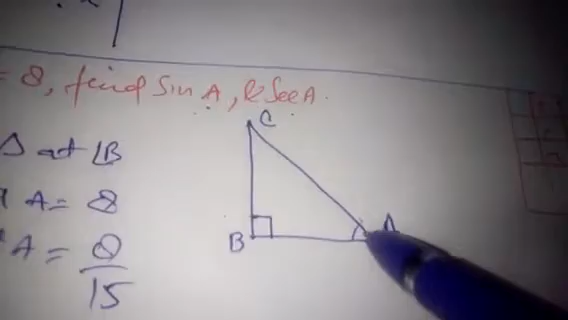 = 8, find Sin A, & Sec A.
C
Δ at ∠B
A = 8
A = 8
15
B
A